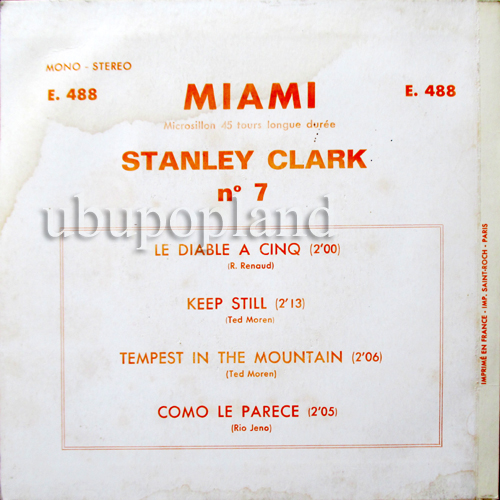 MONO - STEREO
E. 488
MIAMI
E. 488
Microsillon 45 tours longue durée
STANLEY CLARK
nº 7
ubupopland
LE DIABLE A CINQ (2'00)
(R. Renaud)
KEEP STILL (2'13)
(Ted Moren)
TEMPEST IN THE MOUNTAIN (2'06)
(Ted Moren)
COMO LE PARECE (2'05)
(Rio Jeno)
IMPRIMÉ EN FRANCE - IMP. SAINT-ROCH - PARIS